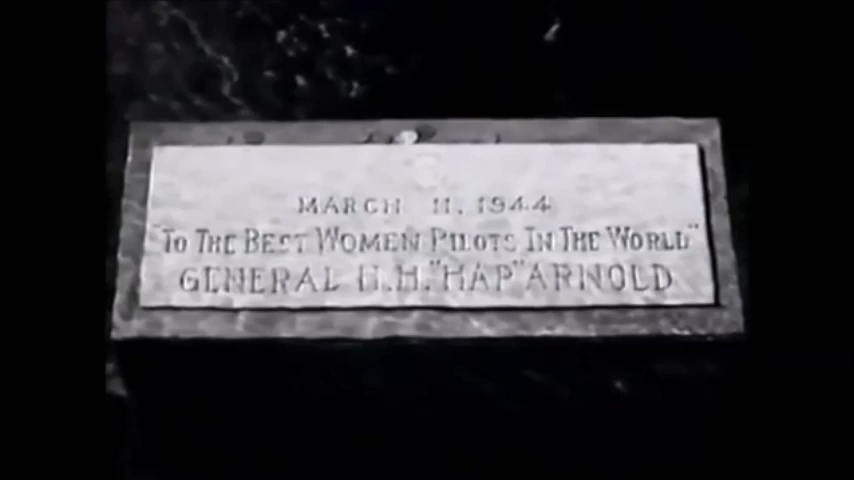 MARCH 11, 1944
"TO THE BEST WOMEN PILOTS IN THE WORLD"
GENERAL H.H. "HAP" ARNOLD